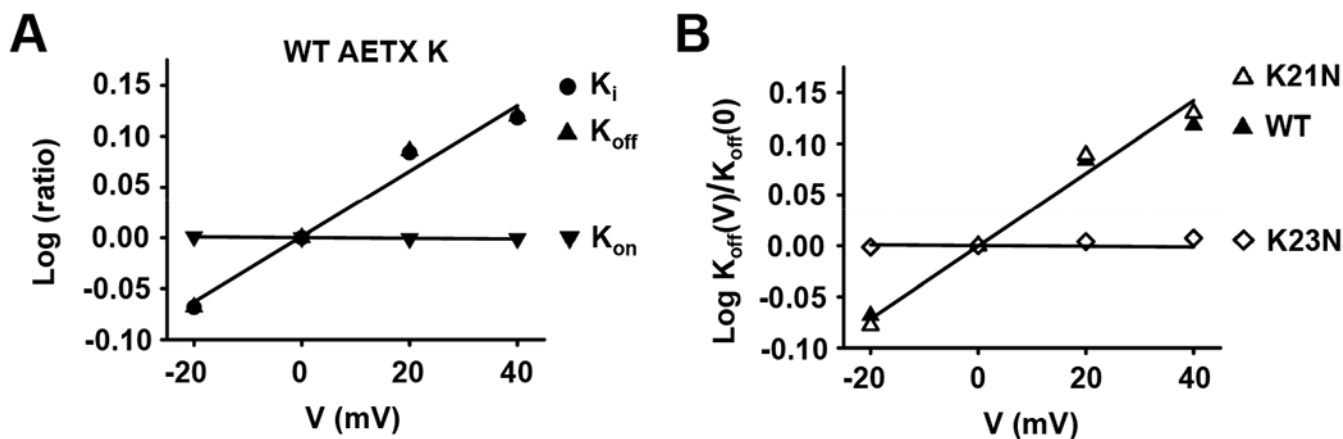 A
WT AETX K
0.15
0.10
0.05
0.00
-0.05
-0.10
Log (ratio)
-20
0
20
40
V (mV)
Ki
Koff
Kon
B
0.15
0.10
0.05
0.00
-0.05
-0.10
Log Koff(V)/Koff(0)
-20
0
20
40
V (mV)
K21N
WT
K23N